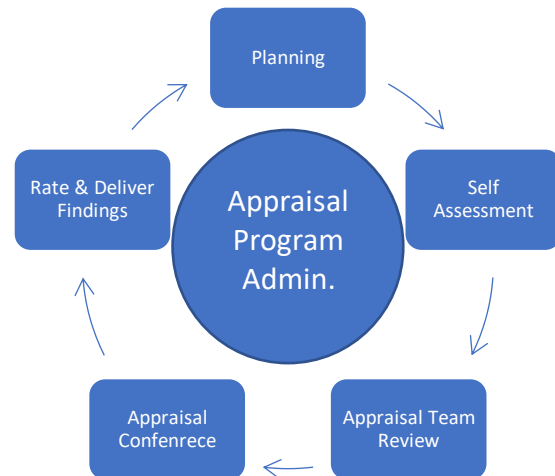 Planning
Self
Assessment
Appraisal Team
Review
Appraisal
Confenrece
Rate & Deliver
Findings
Appraisal
Program
Admin.